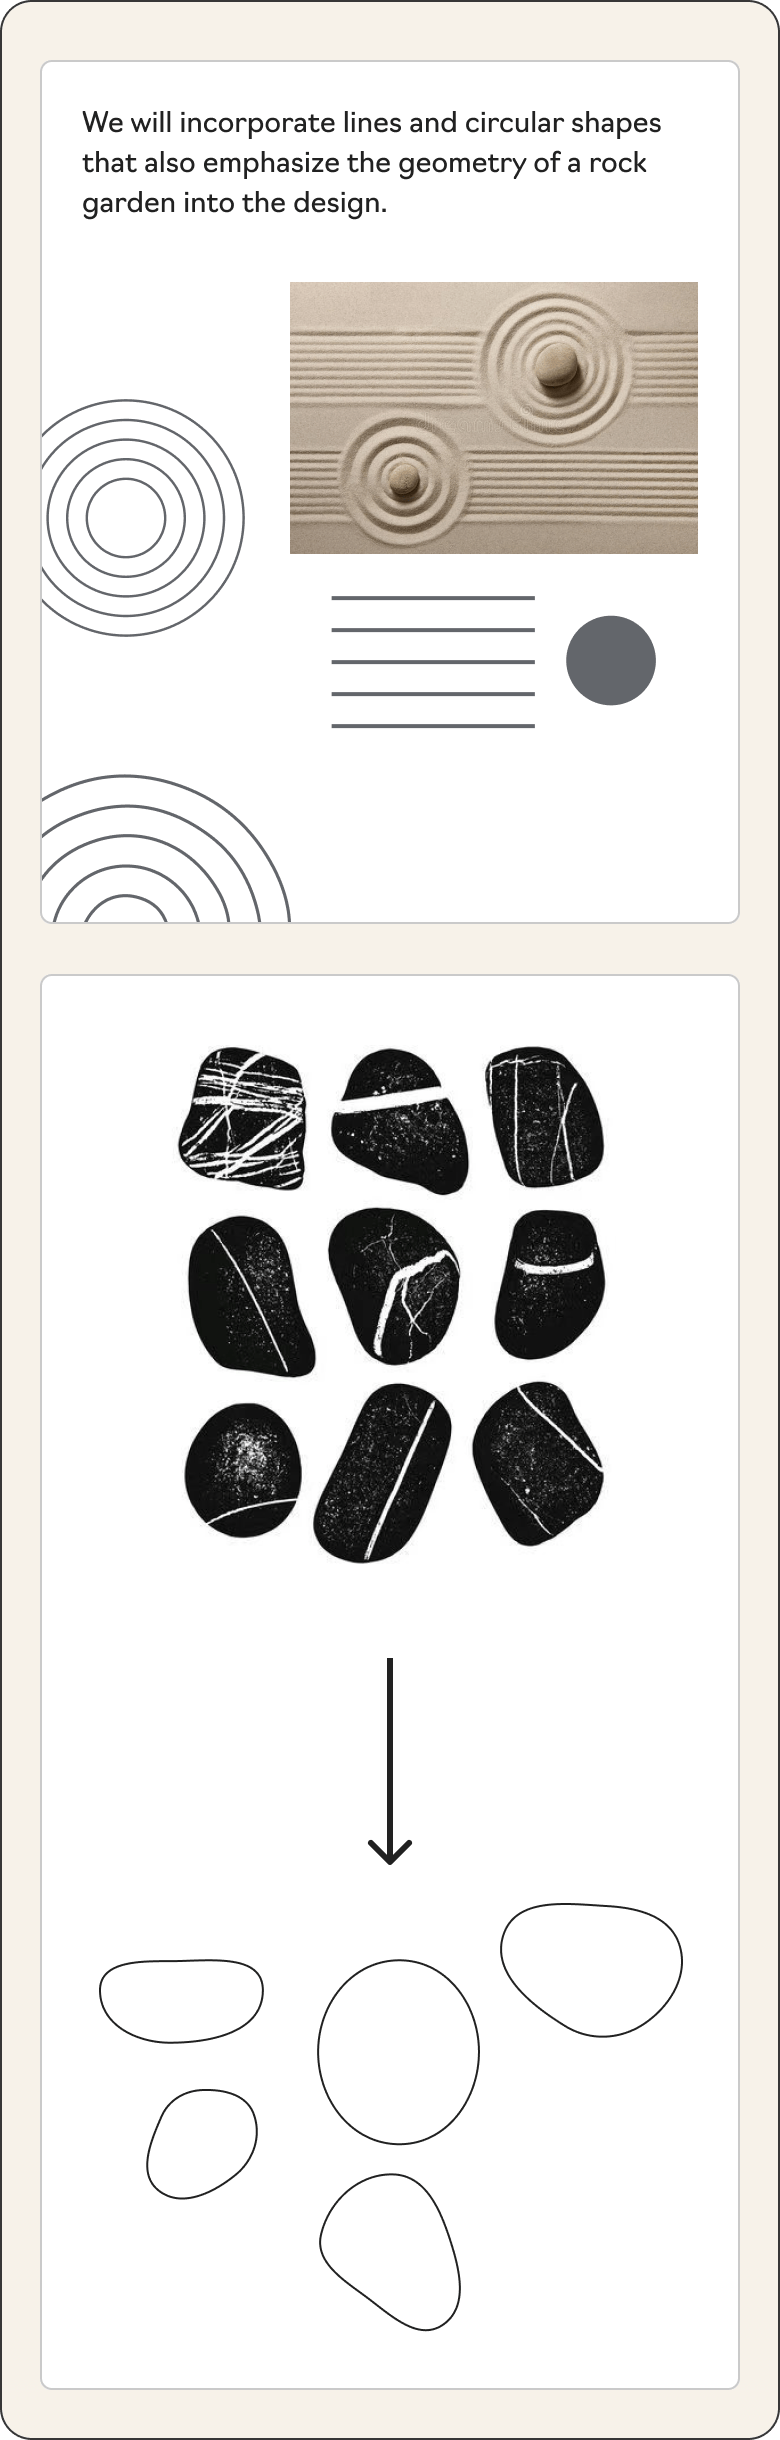 We will incorporate lines and circular shapes
that also emphasize the geometry of a rock
garden into the design.